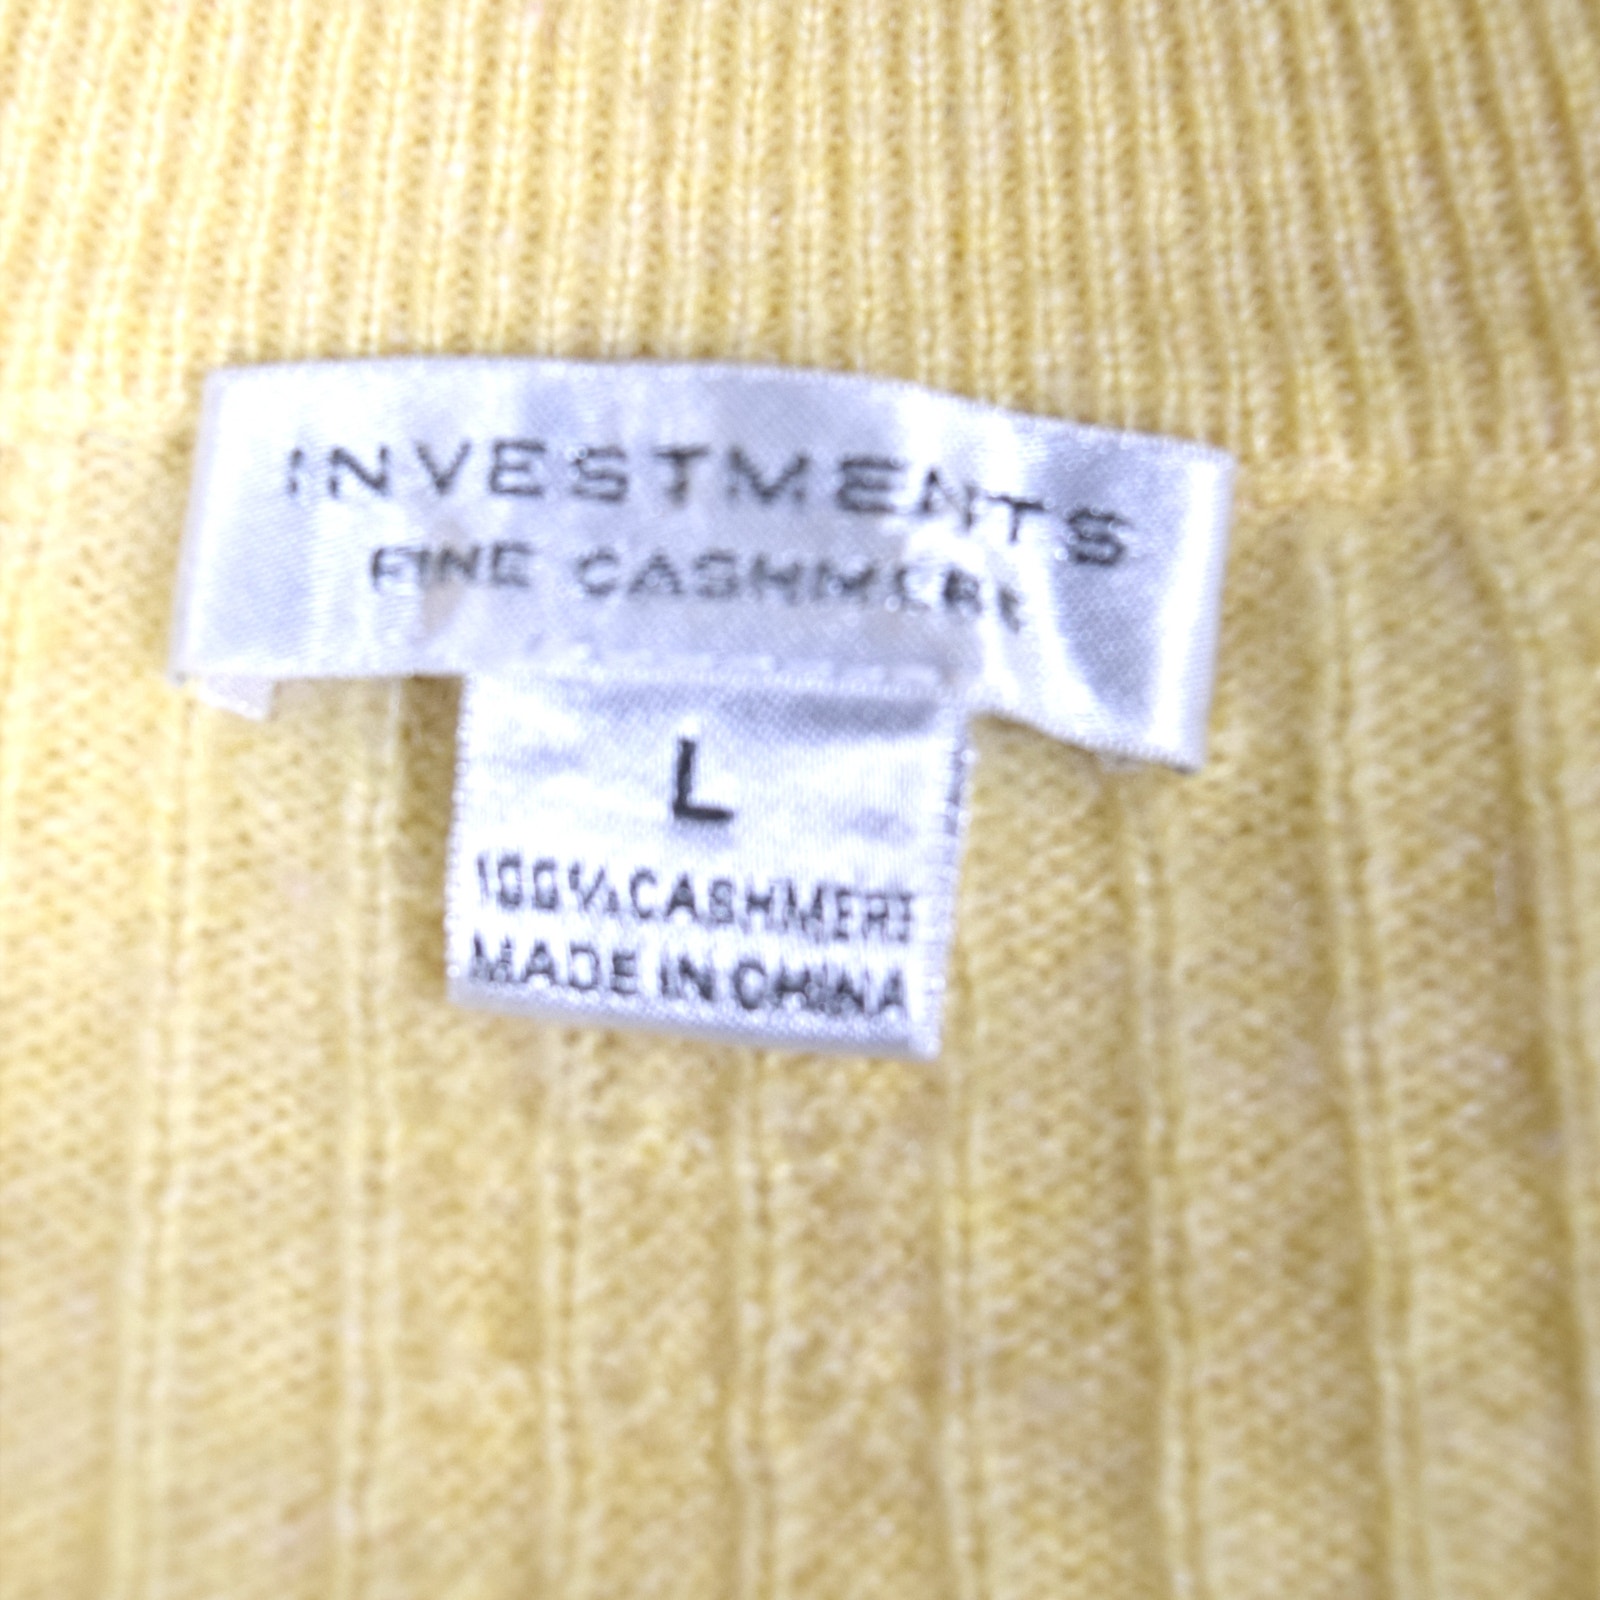 INVESTMENTS
FINE CASHMERE
L
100% CASHMERE
MADE IN CHINA